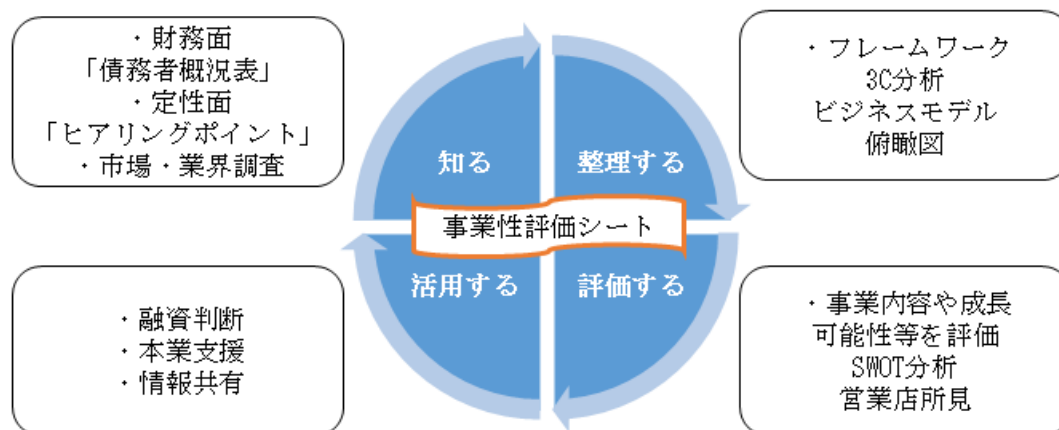 ・財務面
「債務者概況表」
・定性面
「ヒアリングポイント」
・市場・業界調査
・フレームワーク
3C分析
ビジネスモデル
俯瞰図
知る
整理する
事業性評価シート
活用する
評価する
・融資判断
・本業支援
・情報共有
・事業内容や成長
可能性等を評価
SWOT分析
営業店所見